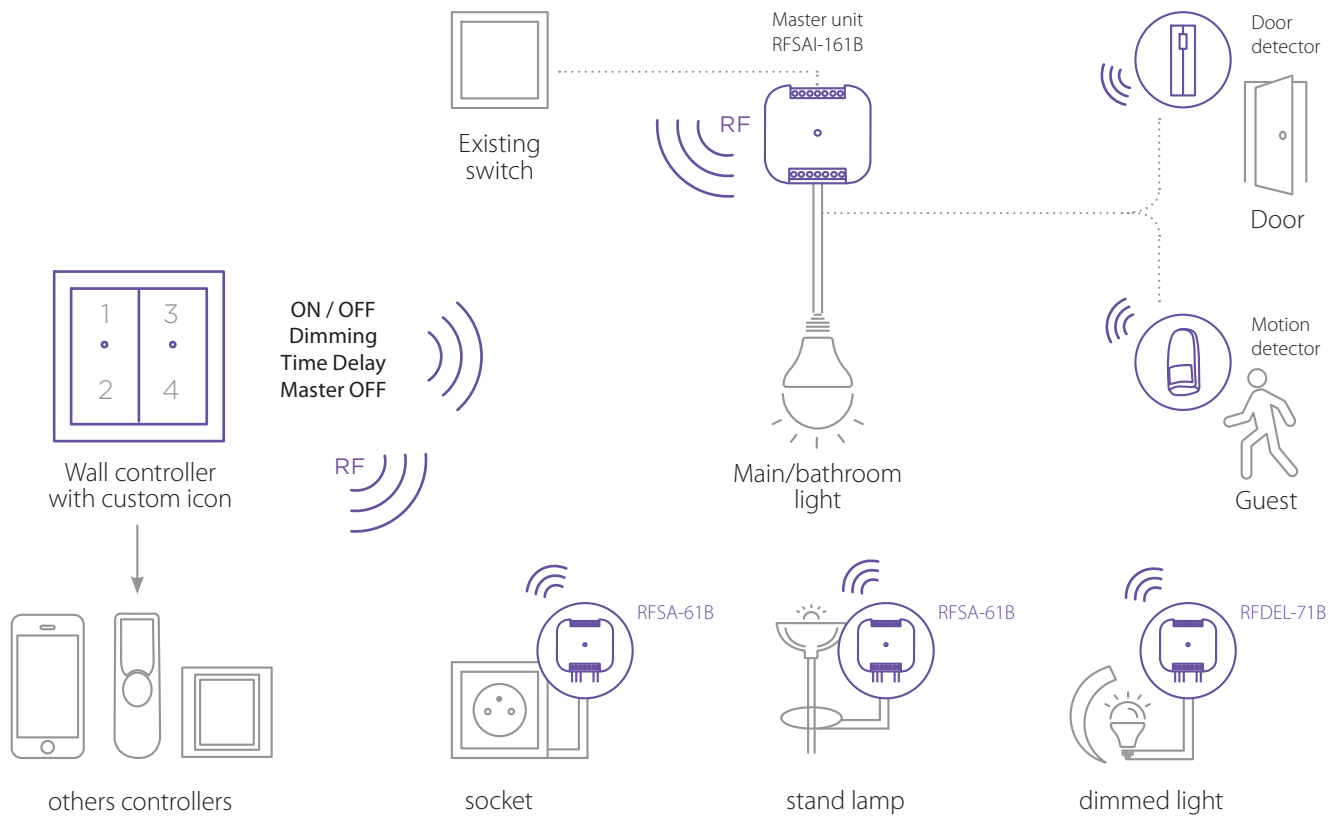 Master unit
RFSAI-161B
Door
detector
RF
Existing
switch
Door
1
3
2
4
ON / OFF
Dimming
Time Delay
Master OFF
Motion
detector
RF
Wall controller
with custom icon
Main/bathroom
light
Guest
RFSA-61B
RFSA-61B
RFDEL-71B
others controllers
socket
stand lamp
dimmed light